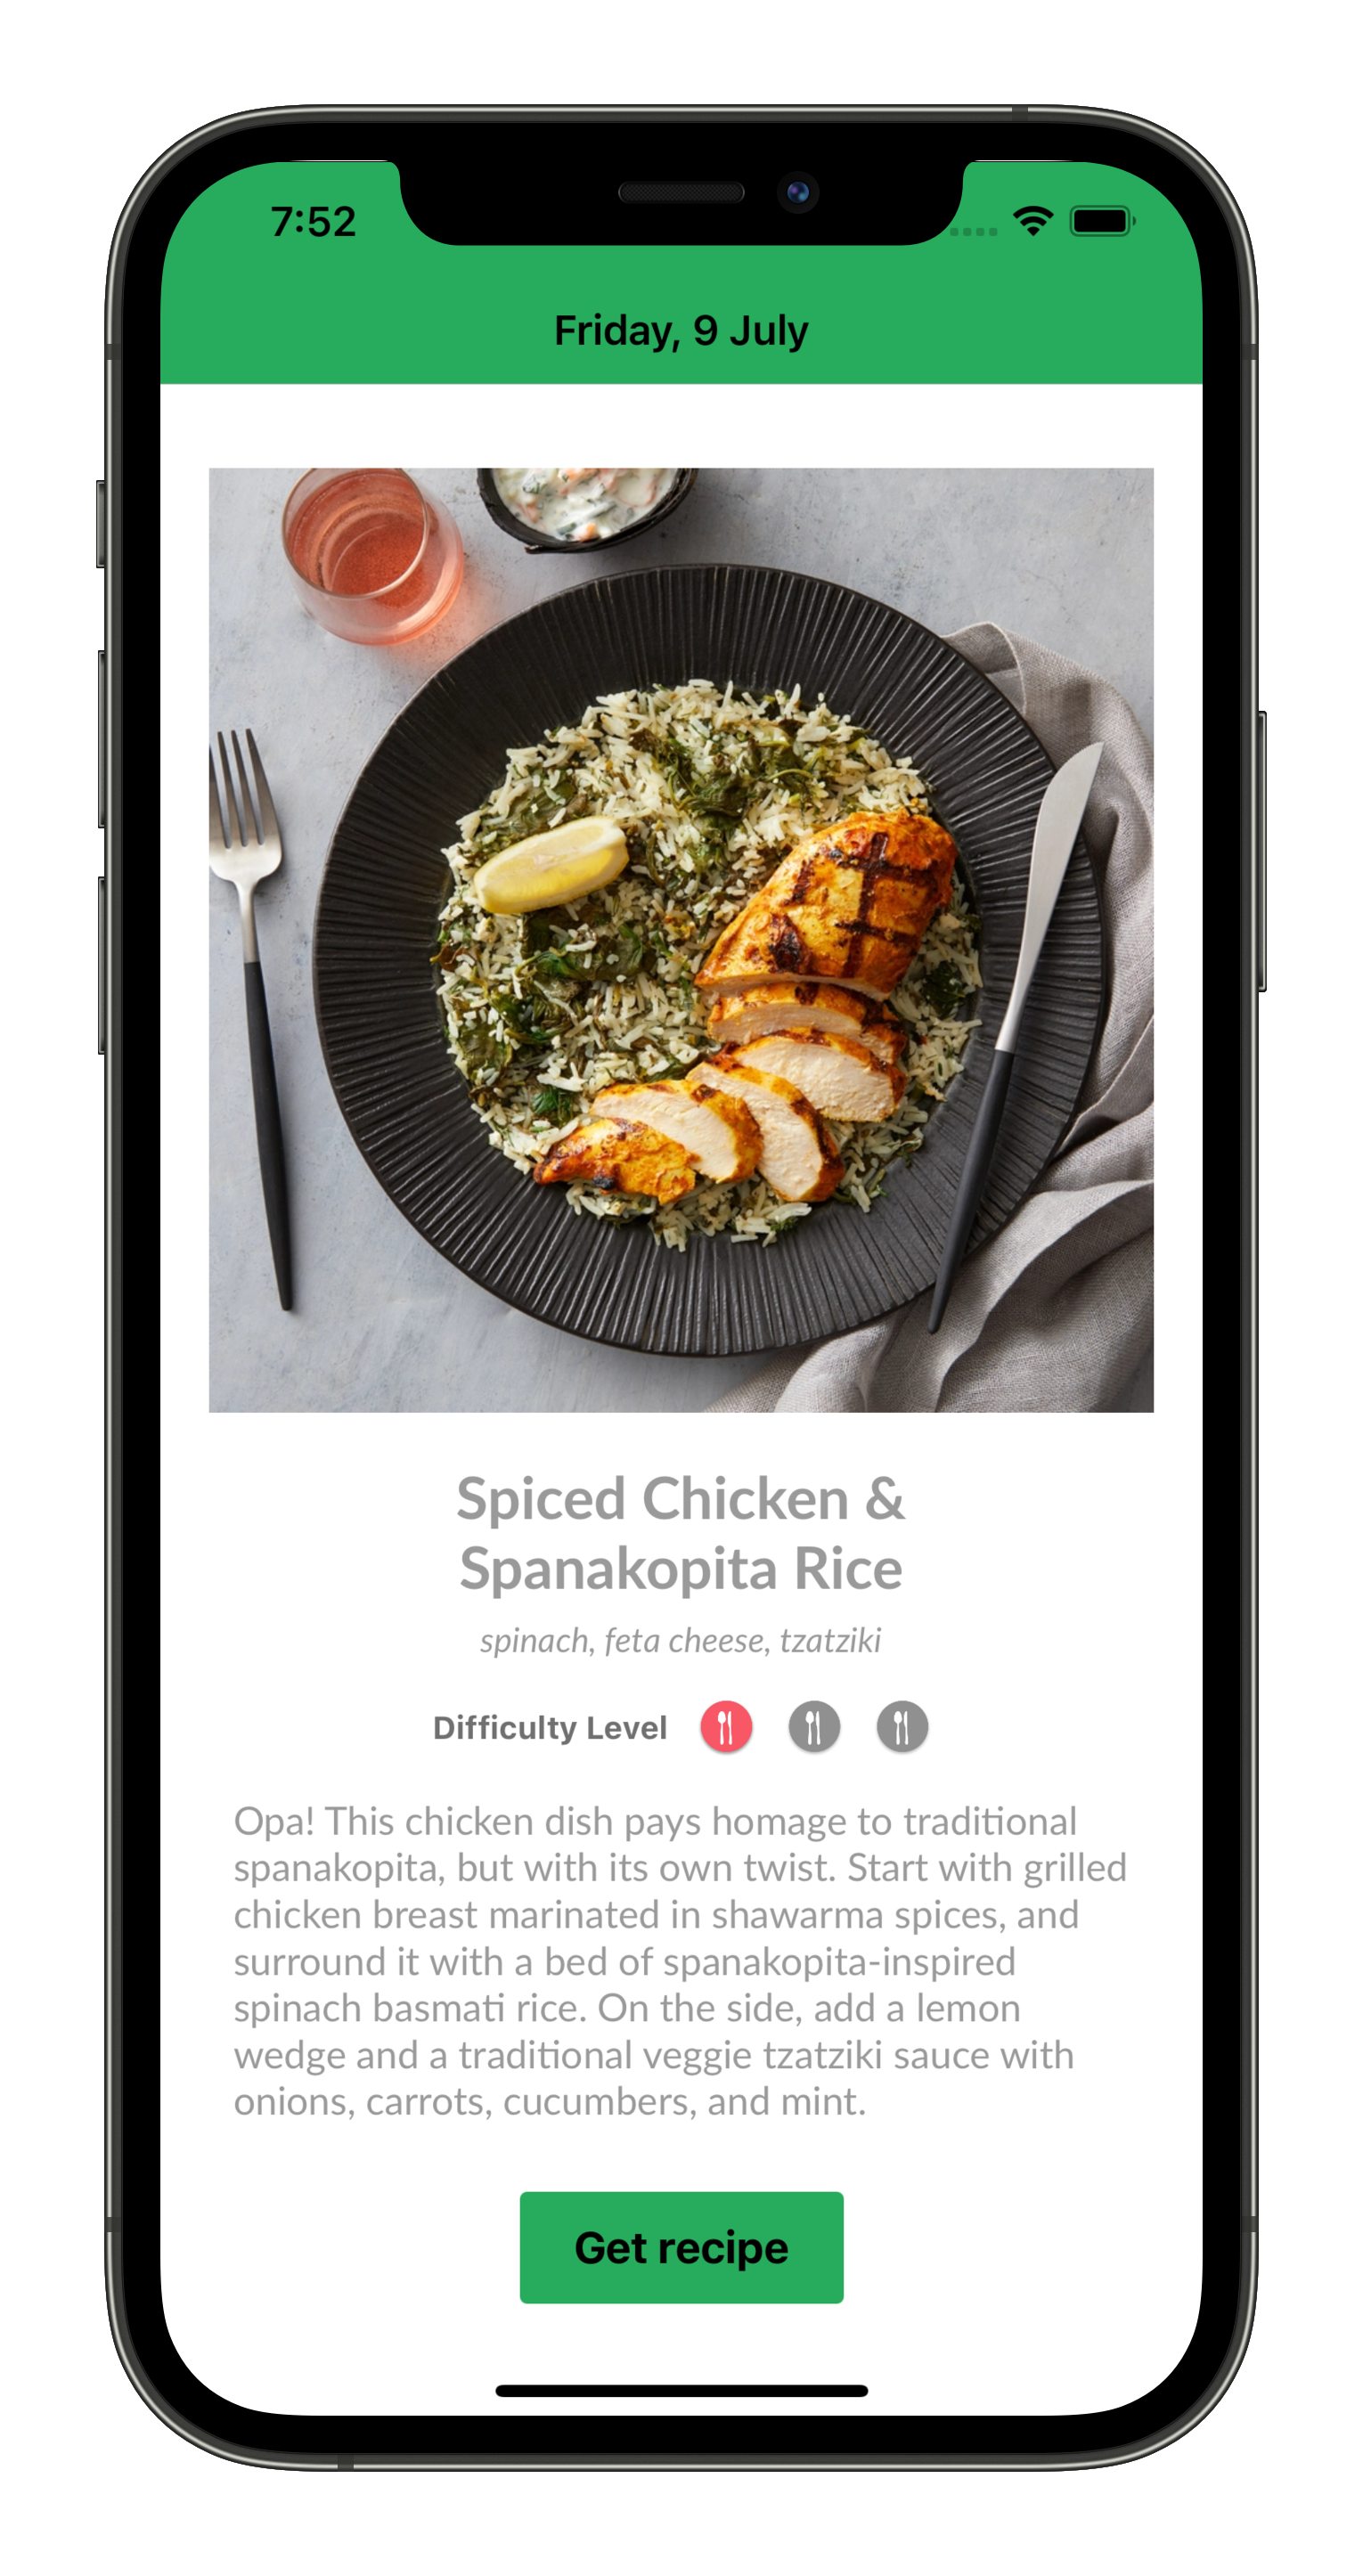 7:52
Friday, 9 July
Spiced Chicken &
Spanakopita Rice
spinach, feta cheese, tzatziki
Difficulty Level
Opa! This chicken dish pays homage to traditional
spanakopita, but with its own twist. Start with grilled
chicken breast marinated in shawarma spices, and
surround it with a bed of spanakopita-inspired
spinach basmati rice. On the side, add a lemon
wedge and a traditional veggie tzatziki sauce with
onions, carrots, cucumbers, and mint.
Get recipe